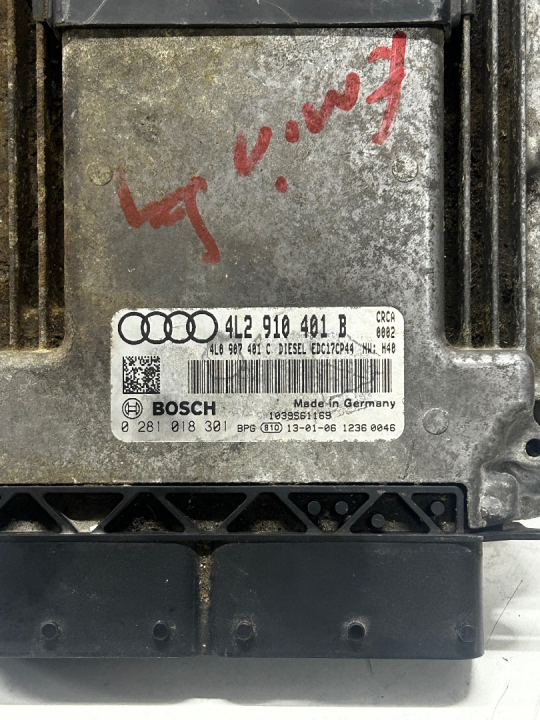 4L2 910 401 B
CRCA
0002
4L0 907 401 C DIESEL EDC17CP44 HW: H40
Made in Germany
BOSCH
1039S61169
0 281 018 301
BPG 810 13-01-06 1236 0046